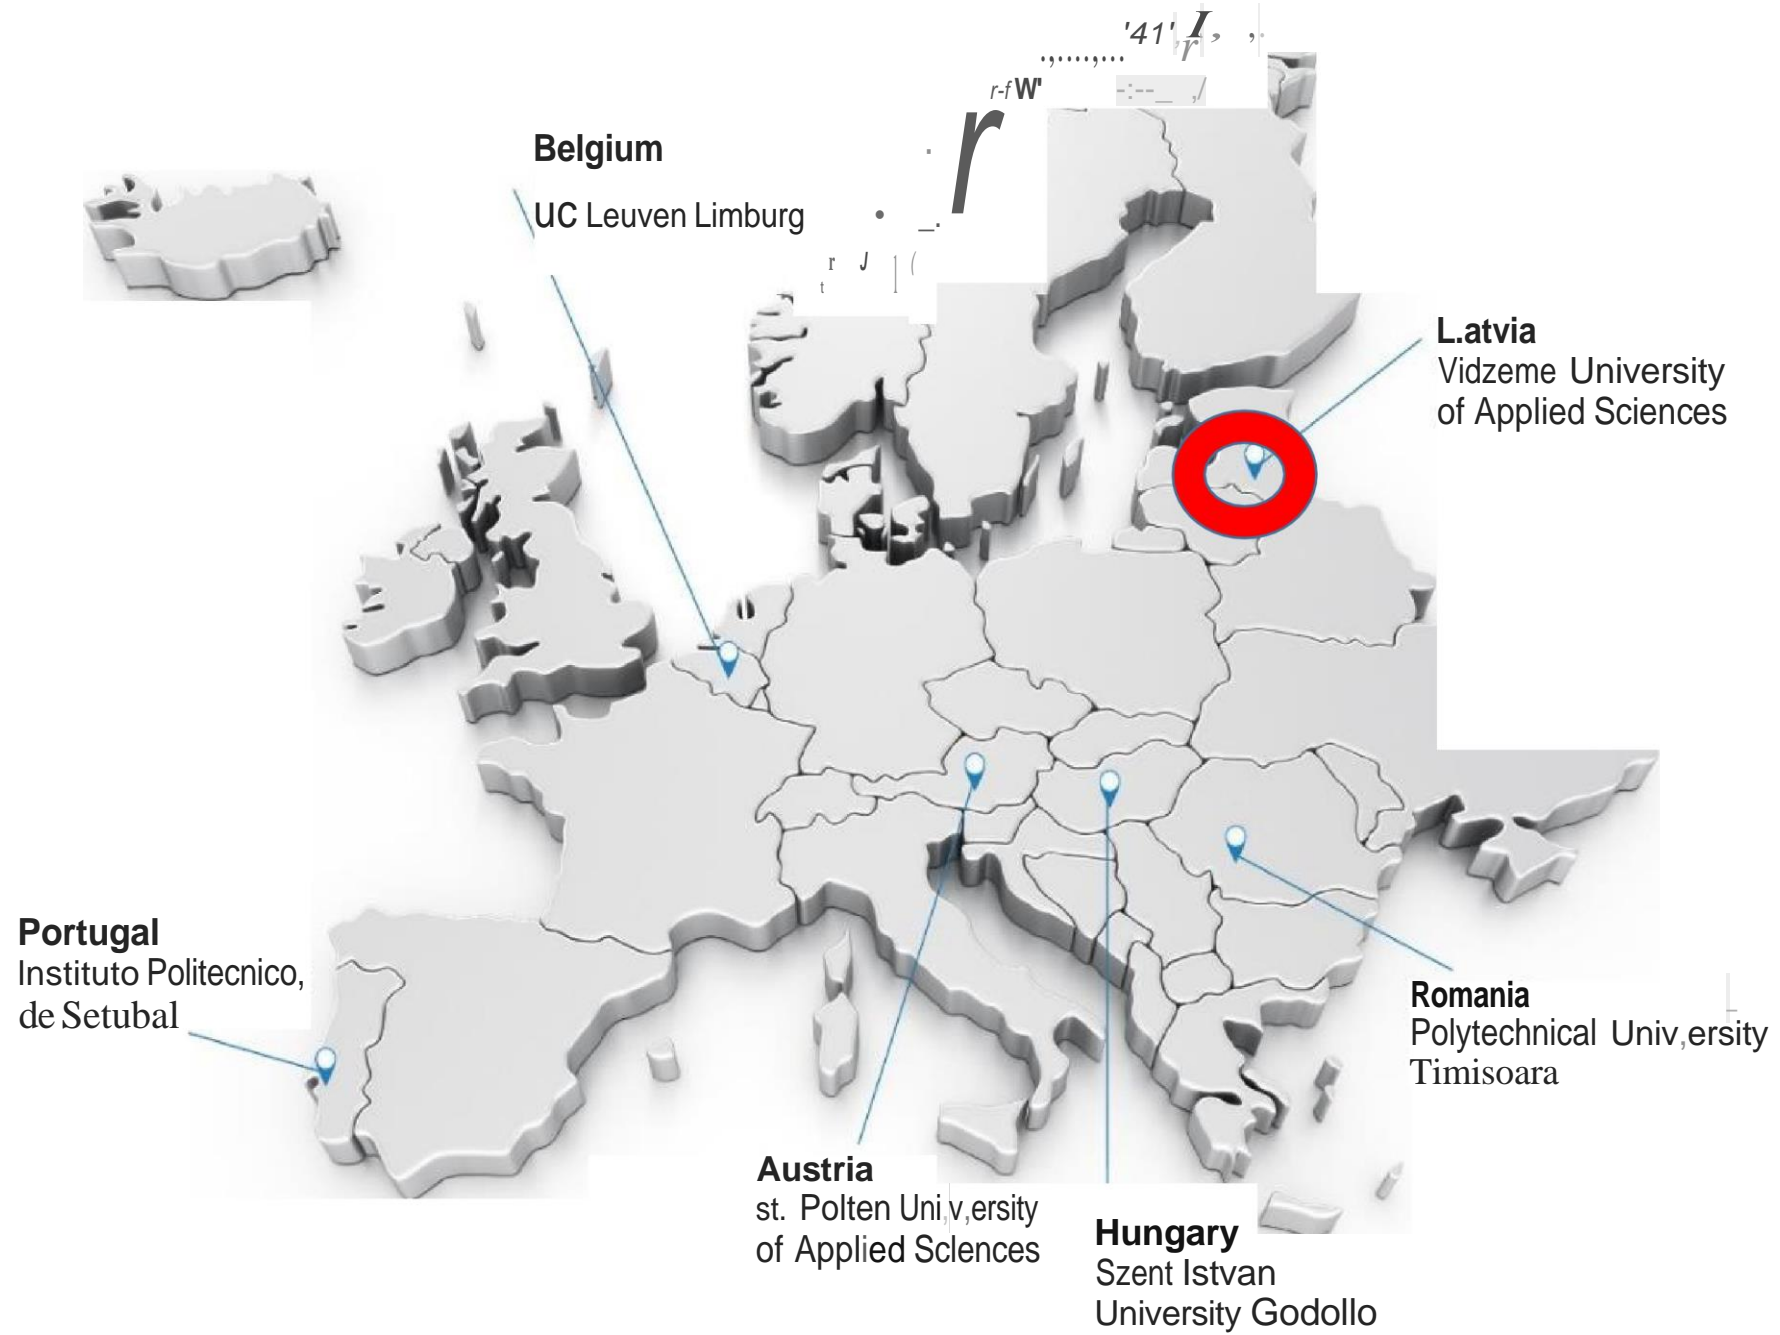 '41'
r-f W'
r
Belgium
uc Leuven Limburg
L.atvia
Vidzeme University
of Applied Sciences
Portugal
Instituto Politecnico,
de Setubal
Romania
Polytechnical Univ,ersity
Timisoara
Austria
st. Polten Uni,v,ersity
of Applied Sclences
Hungary
Szent Istvan
University Godollo